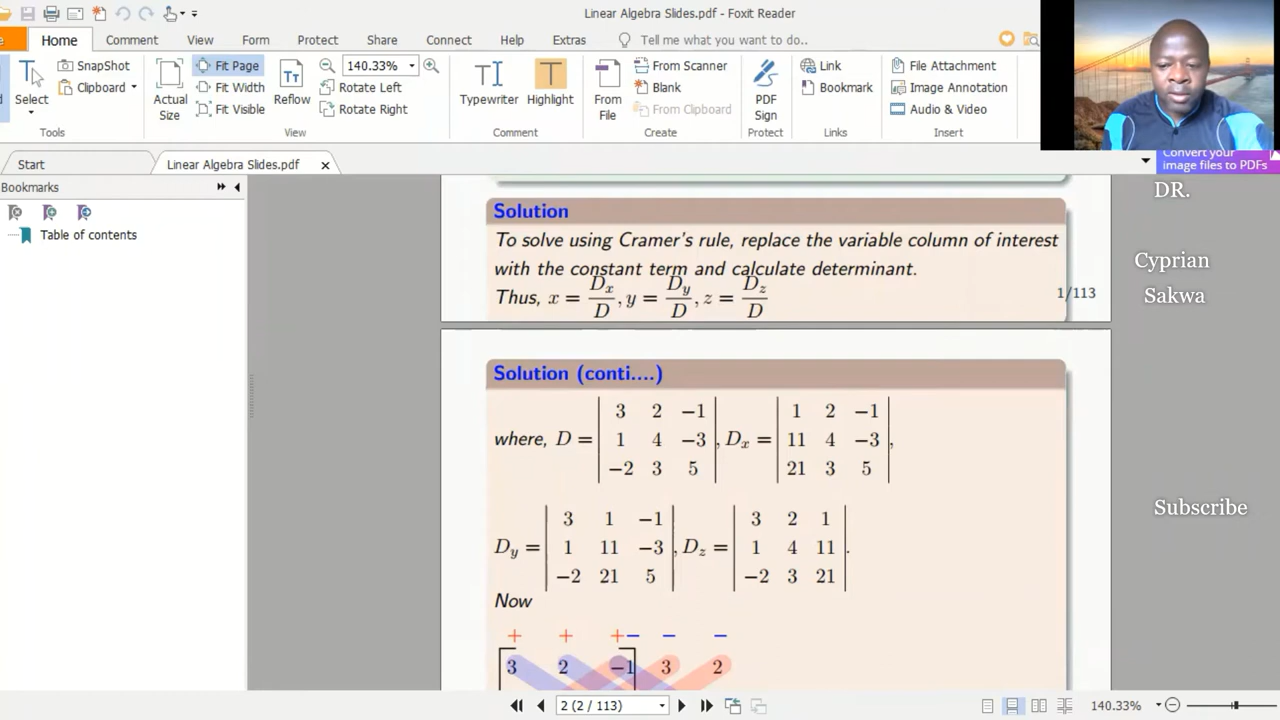 Linear Algebra Slides.pdf - Foxit Reader
Home Comment View Form Protect Share Connect Help Extras Tell me what you want to do..
Select
SnapShot
Clipboard
Tools
Actual Size
Fit Page
Fit Width
Fit Visible
Reflow
140.33%
Rotate Left
Rotate Right
View
Typewriter
Highlight
Comment
From File
From Scanner
Blank
From Clipboard
Create
PDF Sign
Protect
Link
Bookmark
Links
File Attachment
Image Annotation
Audio & Video
Insert
Start
Linear Algebra Slides.pdf
Convert your
image files to PDFs
Bookmarks
Table of contents
DR.
Cyprian
Sakwa
Subscribe
Solution
To solve using Cramer's rule, replace the variable column of interest
with the constant term and calculate determinant.
Thus, x = Dx/D, y = Dy/D, z = Dz/D
1/113
Solution (conti....)
where, D = | 3 2 −1 | , Dx = | 1 2 −1 | ,
| 1 4 −3 | | 11 4 −3 |
| −2 3 5 | | 21 3 5 |
Dy = | 3 1 −1 | , Dz = | 3 2 1 | .
| 1 11 −3 | | 1 4 11 |
| −2 21 5 | | −2 3 21 |
Now
+ + + − − −
3 2 −1 3 2
2 (2 / 113)
140.33%